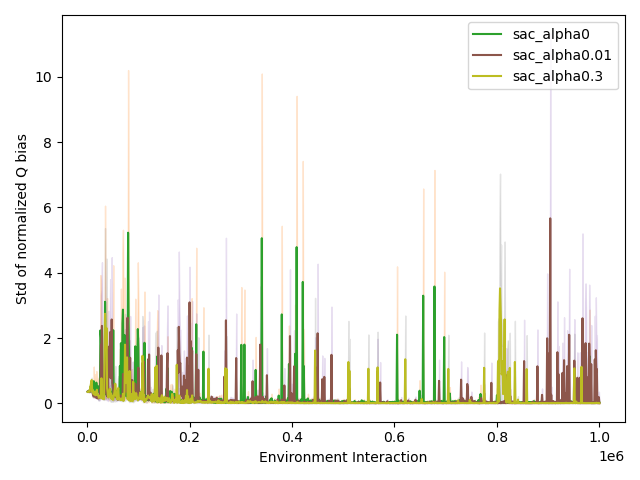 sac_alpha0
sac_alpha0.01
sac_alpha0.3
10
8
6
4
2
0
Std of normalized Q bias
0.0
0.2
0.4
0.6
0.8
1.0
1e6
Environment Interaction